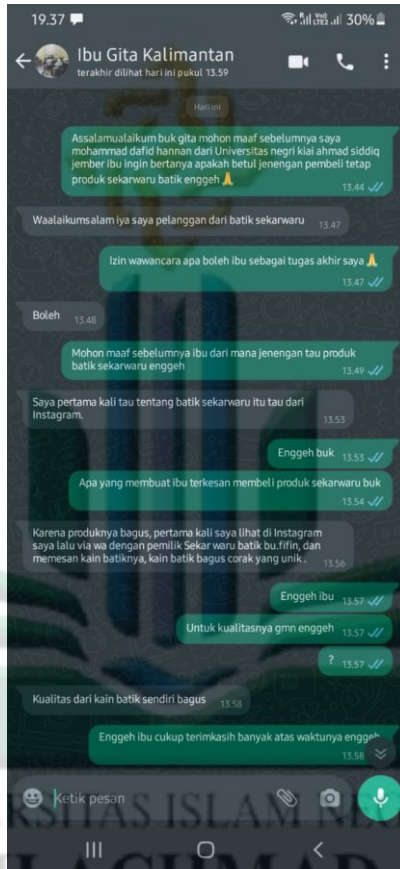 19.37
30%
Ibu Gita Kalimantan
terakhir dilihat hari ini pukul 13.59
Hari ini
Assalamualaikum buk gita mohon maaf sebelumnya saya
mohammad dafid hannan dari Universitas negri kiai ahmad siddiq
jember ibu ingin bertanya apakah betul jenengan pembeli tetap
produk sekarwaru batik enggeh 🙏
13.44
Waalaikumsalam iya saya pelanggan dari batik sekarwaru 13.47
Izin wawancara apa boleh ibu sebagai tugas akhir saya 🙏
13.47
Boleh 13.48
Mohon maaf sebelumnya ibu dari mana jenengan tau produk
batik sekarwaru enggeh 13.49
Saya pertama kali tau tentang batik sekarwaru itu tau dari
Instagram. 13.53
Enggeh buk 13.53
Apa yang membuat ibu terkesan membeli produk sekarwaru buk
13.54
Karena produknya bagus, pertama kali saya lihat di Instagram
saya lalu via wa dengan pemilik Sekar waru batik bu.fifin, dan
memesan kain batiknya, kain batik bagus corak yang unik . 13.56
Enggeh ibu 13.57
Untuk kualitasnya gmn enggeh 13.57
? 13.57
Kualitas dari kain batik sendiri bagus 13.58
Enggeh ibu cukup terimkasih banyak atas waktunya enggeh
13.58
Ketik pesan